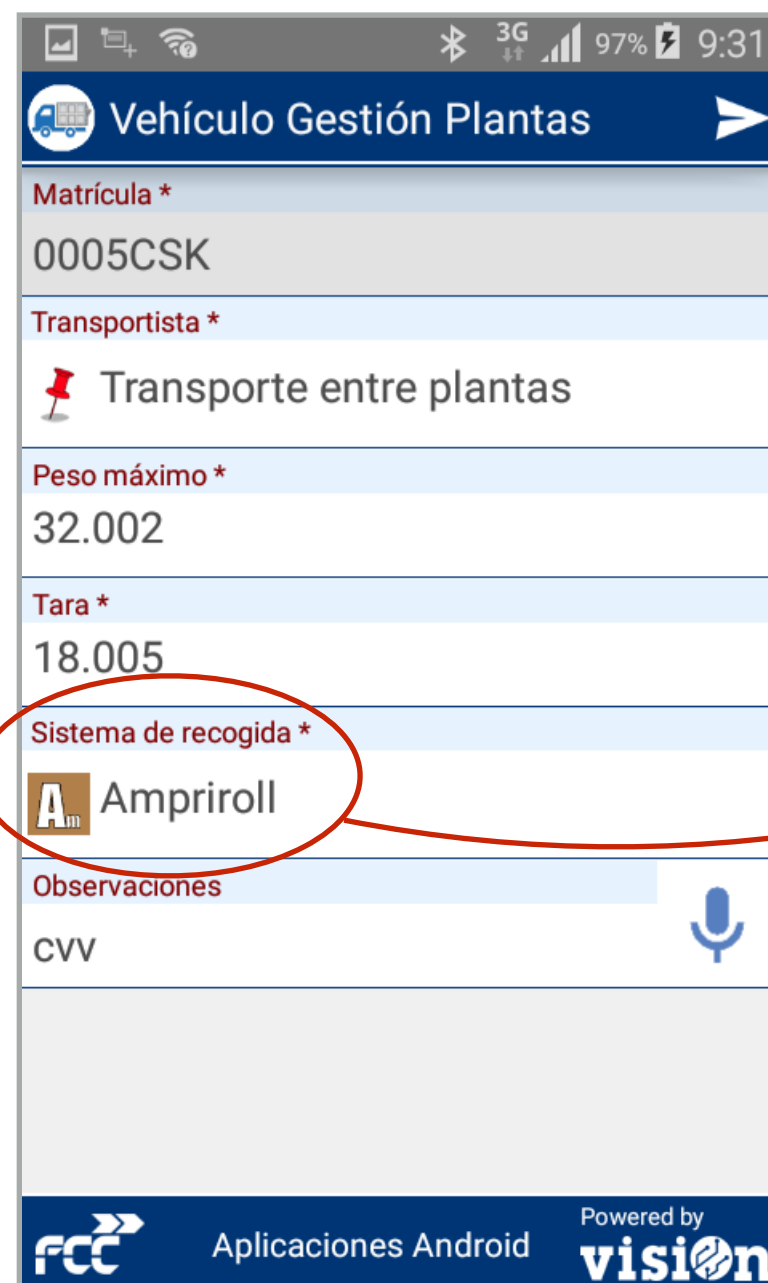 3G 97% 9:31
Vehículo Gestión Plantas
Matrícula *
0005CSK
Transportista *
Transporte entre plantas
Peso máximo *
32.002
Tara *
18.005
Sistema de recogida *
Am Ampriroll
Observaciones
cvv
FCC Aplicaciones Android Powered by
vision